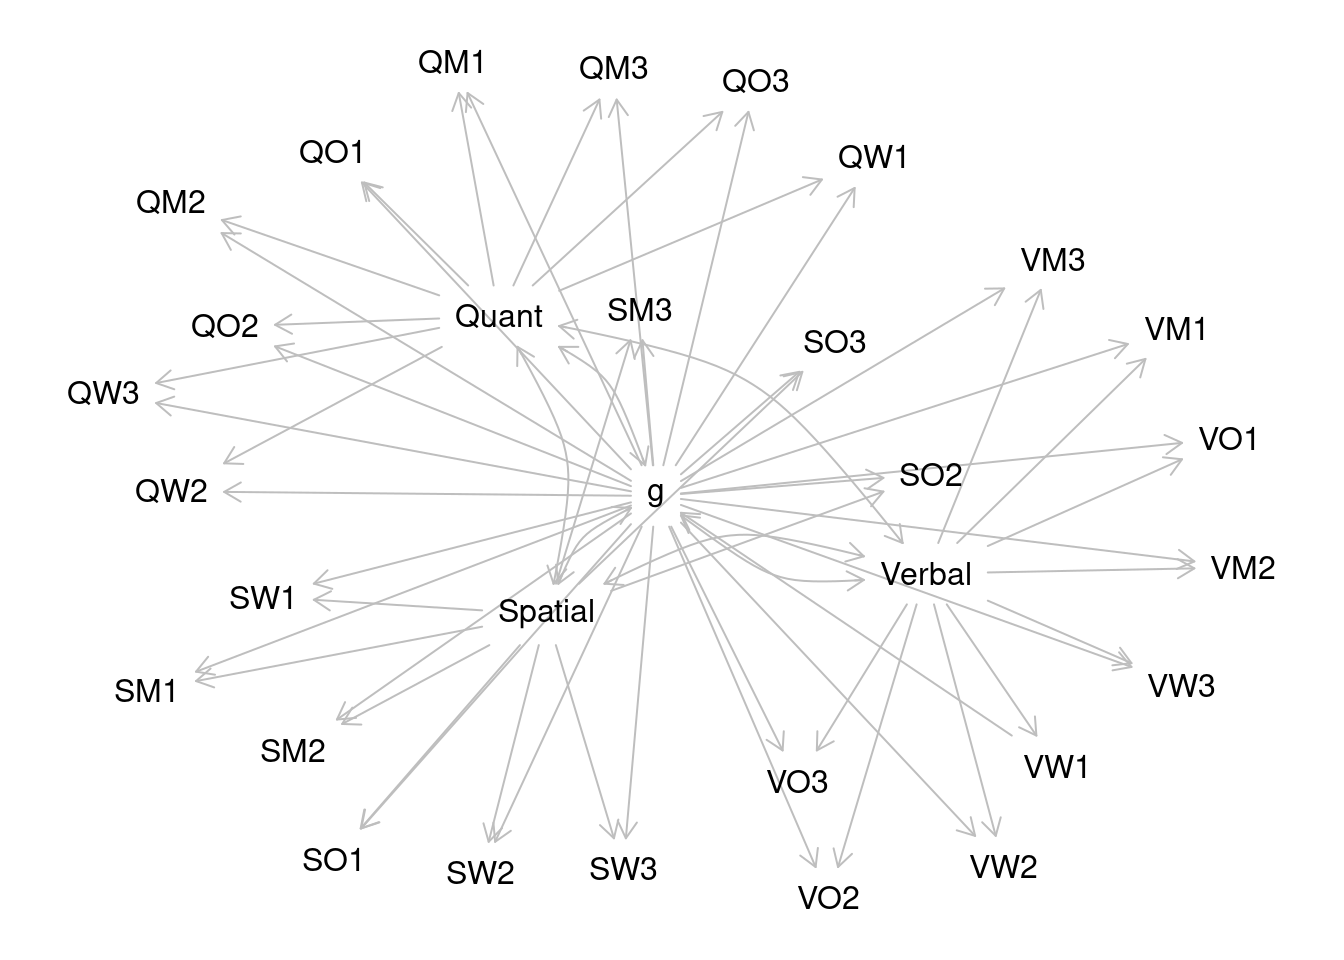 QM1
QM3
QO3
QO1
QW1
QM2
VM3
SM3
Quant
QO2
VM1
SO3
QW3
VO1
SO2
QW2
g
VM2
Verbal
SW1
Spatial
VW3
SM1
SM2
VW1
VO3
SO1
VW2
SW3
SW2
VO2